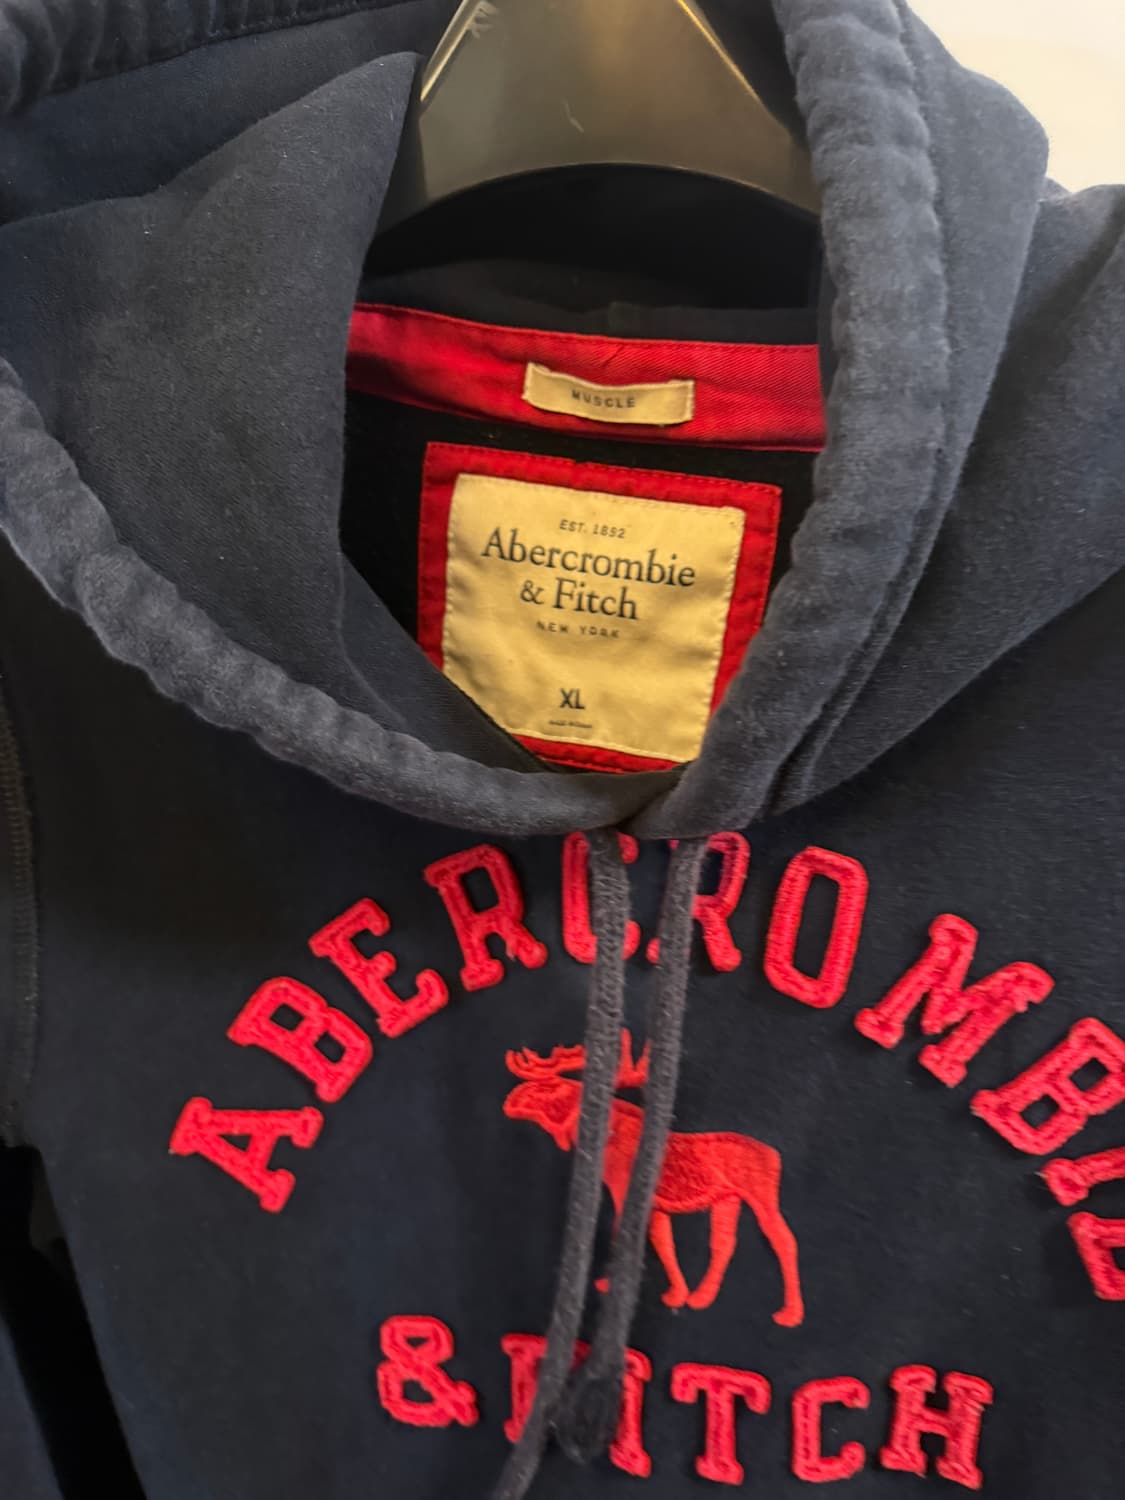 MUSCLE
EST. 1892
Abercrombie
& Fitch
NEW YORK
XL
ABERCROMBIE
& FITCH